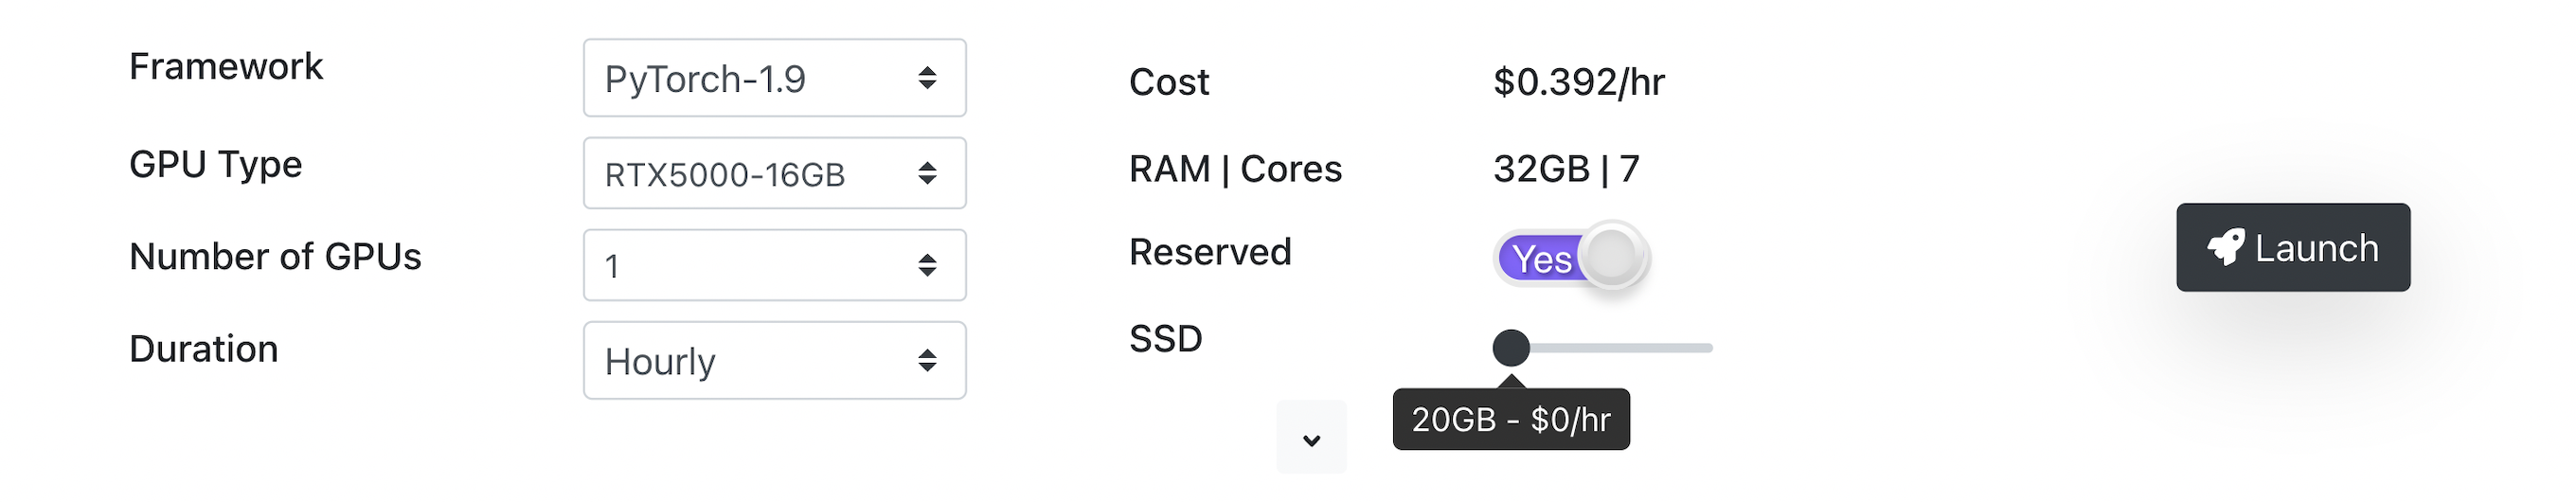 Framework
PyTorch-1.9
GPU Type
RTX5000-16GB
Number of GPUs
1
Duration
Hourly
Cost
$0.392/hr
RAM | Cores
32GB | 7
Reserved
Yes
SSD
20GB - $0/hr
Launch